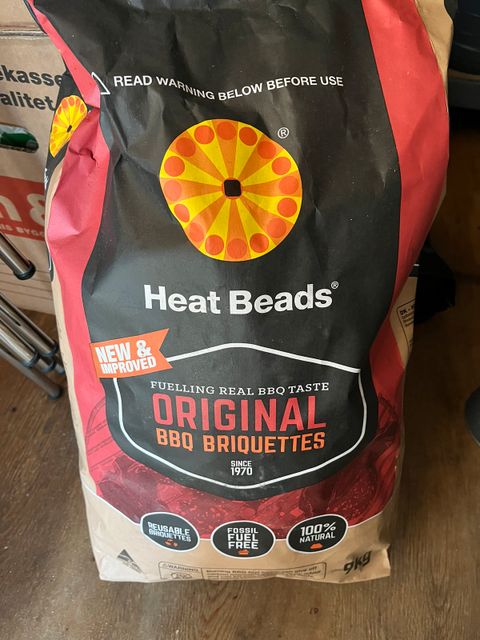 READ WARNING BELOW BEFORE USE
®
Heat Beads®
NEW &
IMPROVED
FUELLING REAL BBQ TASTE
ORIGINAL
BBQ BRIQUETTES
SINCE
1970
REUSABLE
BRIQUETTES
FOSSIL
FUEL
FREE
100%
NATURAL
9kg
WARNING